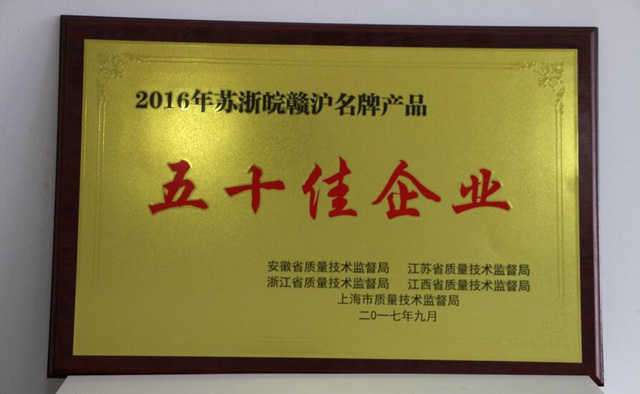 2016年苏浙皖赣沪名牌产品
五十佳企业
安徽省质量技术监督局 江苏省质量技术监督局
浙江省质量技术监督局 江西省质量技术监督局
上海市质量技术监督局
二0一七年九月